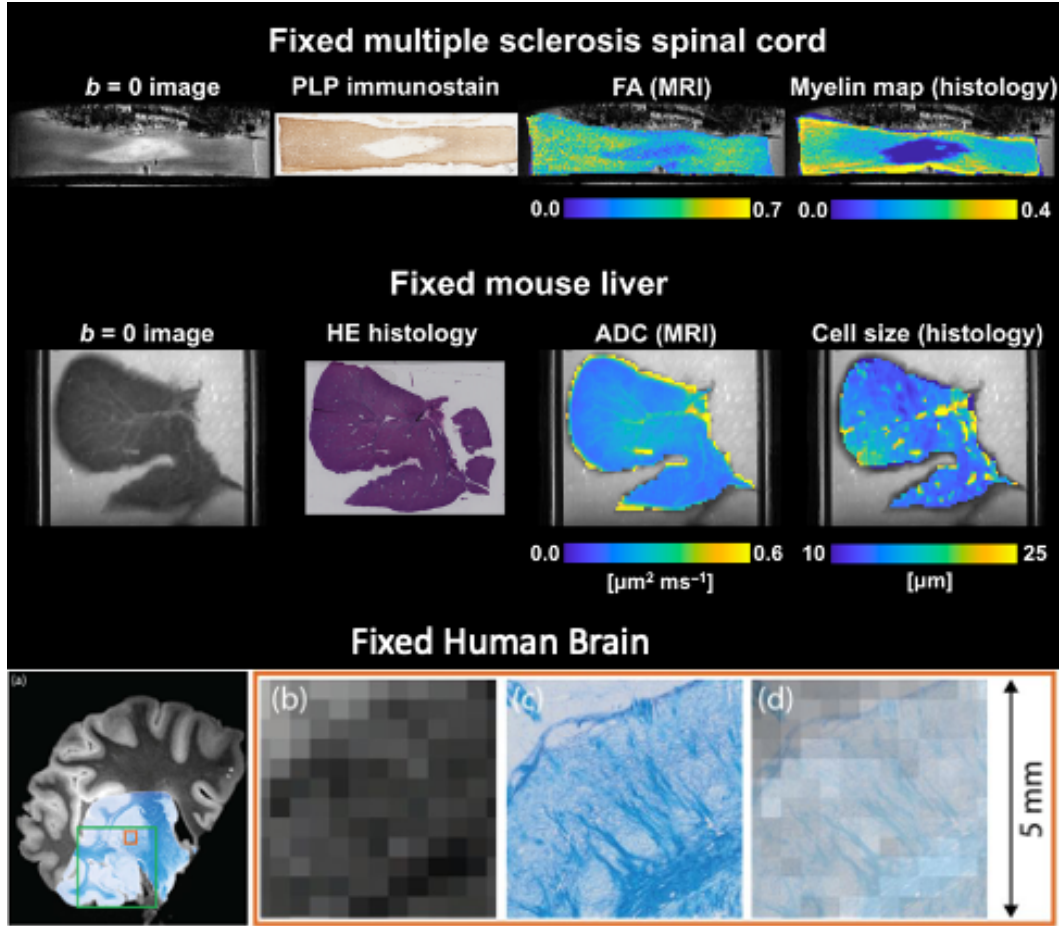 Fixed multiple sclerosis spinal cord
b = 0 image PLP immunostain FA (MRI) Myelin map (histology)
0.0 0.7 0.0 0.4
Fixed mouse liver
b = 0 image HE histology ADC (MRI) Cell size (histology)
0.0 0.6 10 25
[µm² ms⁻¹] [µm]
Fixed Human Brain
(a) (b) (c) (d)
5 mm